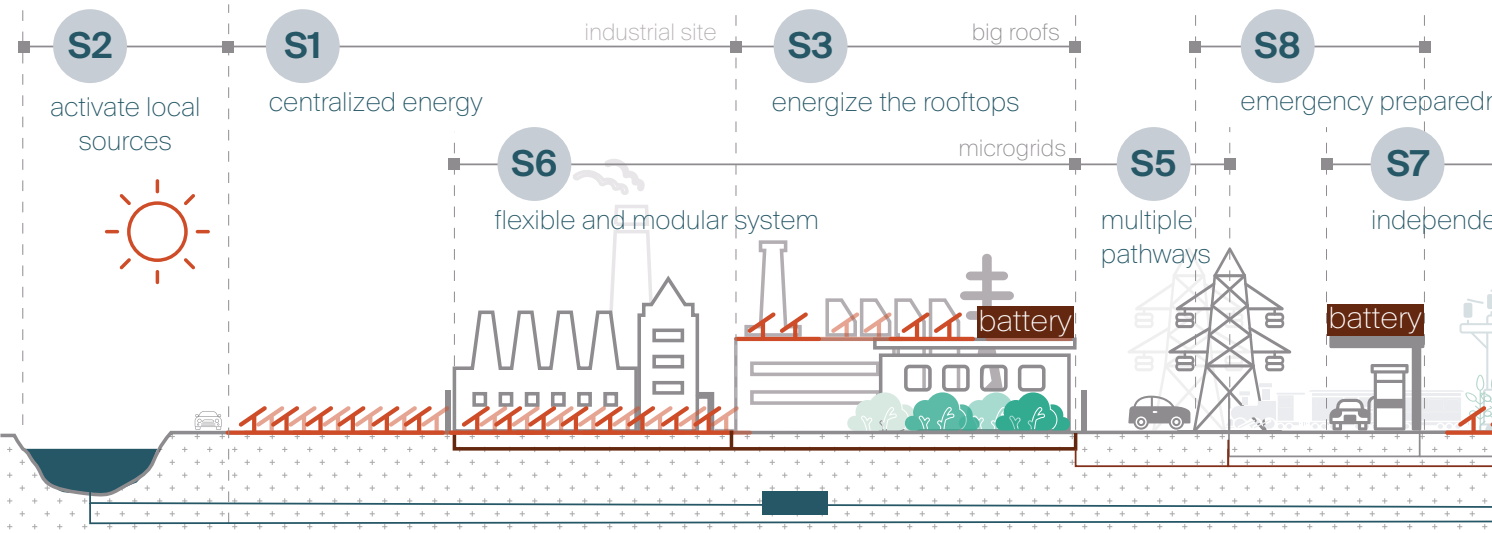 S2
S1
industrial site
S3
big roofs
S8
activate local
sources
centralized energy
energize the rooftops
emergency
S6
microgrids
S5
S7
flexible and modular system
multiple
pathways
battery
battery